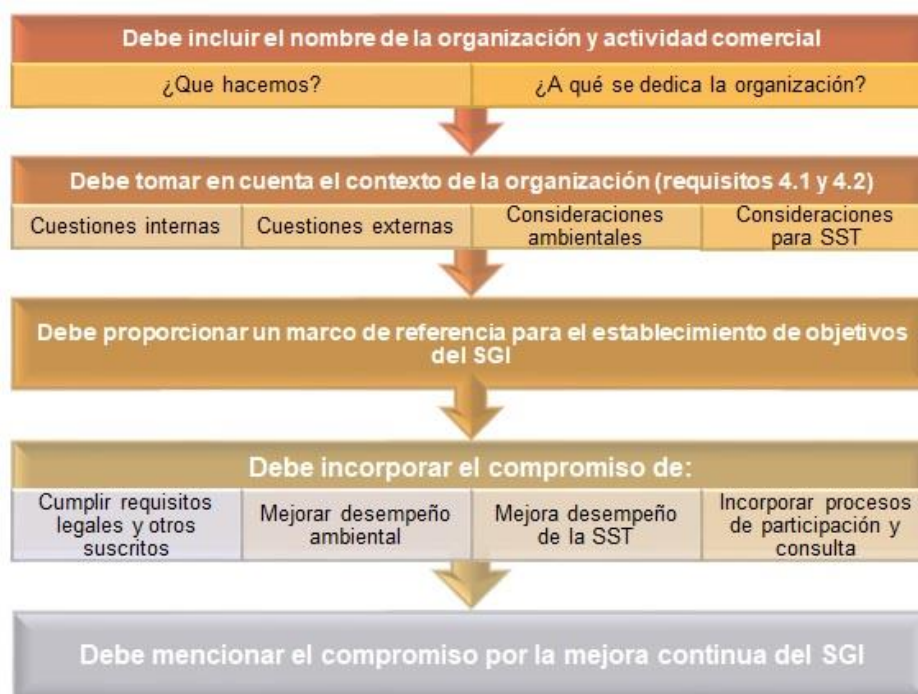 Debe incluir el nombre de la organización y actividad comercial
¿Que hacemos?
¿A qué se dedica la organización?
Debe tomar en cuenta el contexto de la organización (requisitos 4.1 y 4.2)
Cuestiones internas
Cuestiones externas
Consideraciones
ambientales
Consideraciones
para SST
Debe proporcionar un marco de referencia para el establecimiento de objetivos
del SGI
Debe incorporar el compromiso de:
Cumplir requisitos
legales y otros
suscritos
Mejorar desempeño
ambiental
Mejora desempeño
de la SST
Incorporar procesos
de participación y
consulta
Debe mencionar el compromiso por la mejora continua del SGI